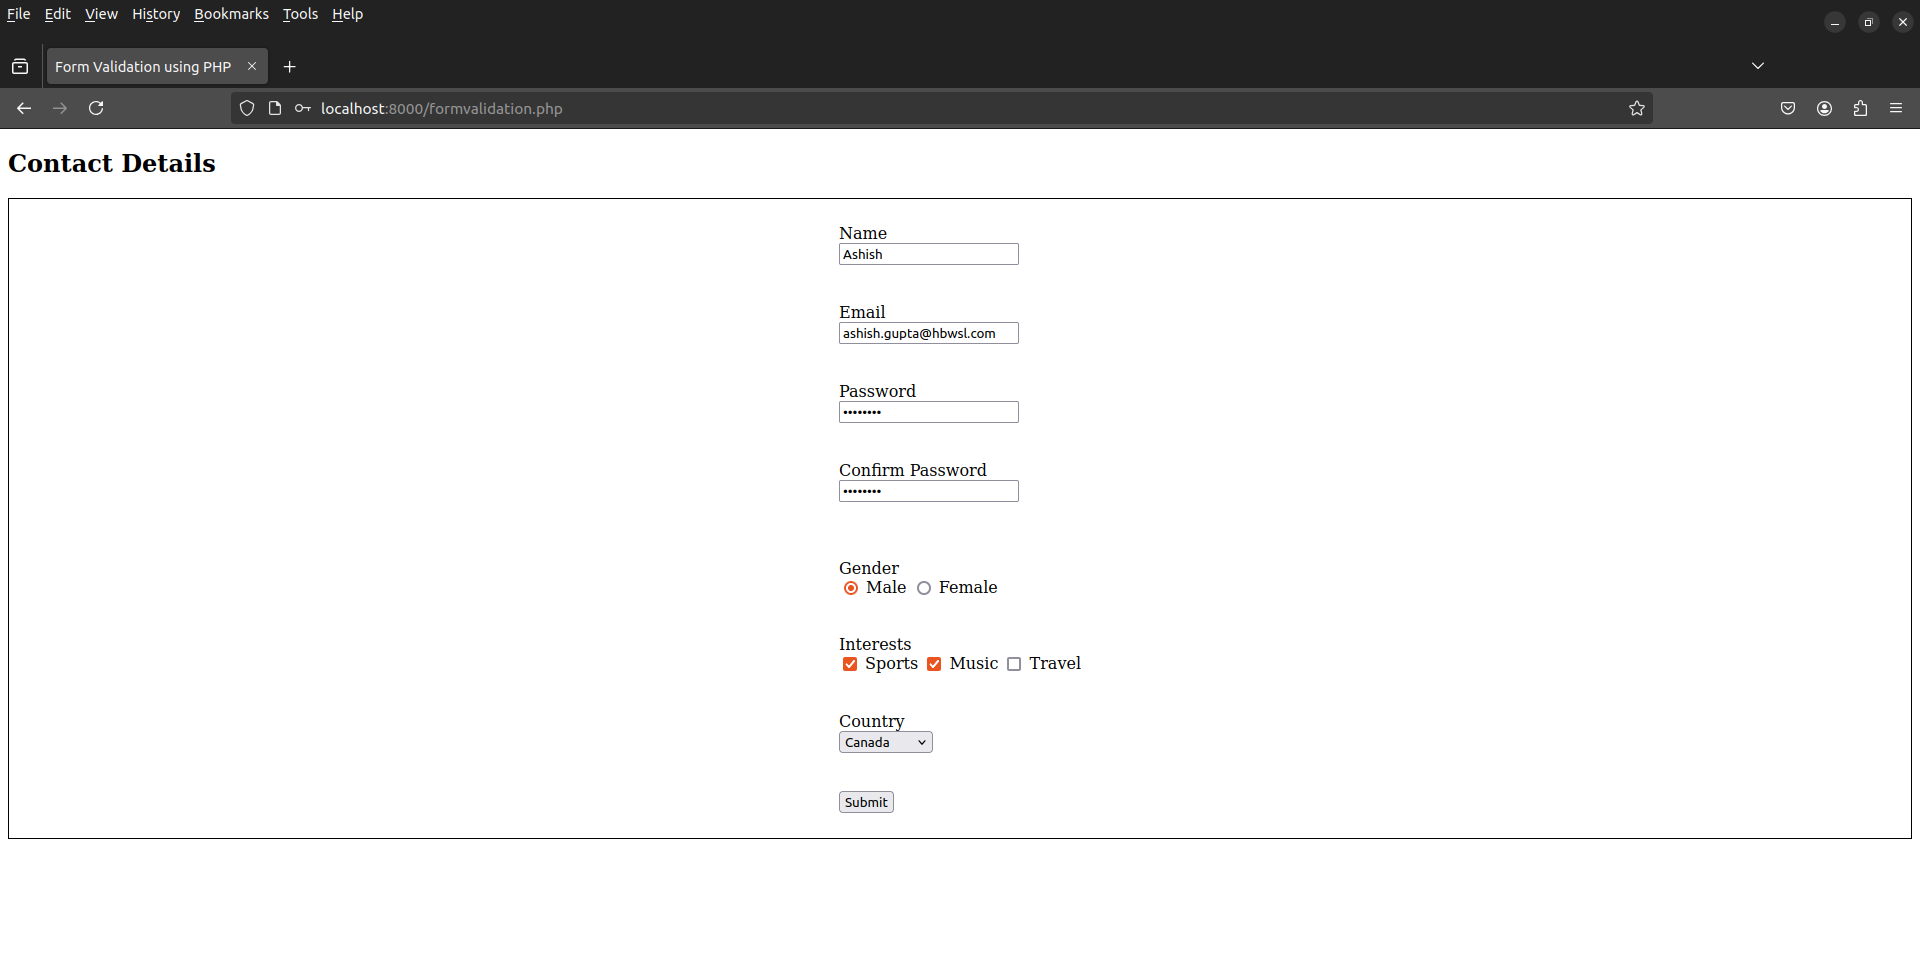 File Edit View History Bookmarks Tools Help
Form Validation using PHP
localhost:8000/formvalidation.php
Contact Details
Name
Ashish
Email
ashish.gupta@hbwsl.com
Password
••••••••
Confirm Password
••••••••
Gender
Male Female
Interests
Sports Music Travel
Country
Canada
Submit